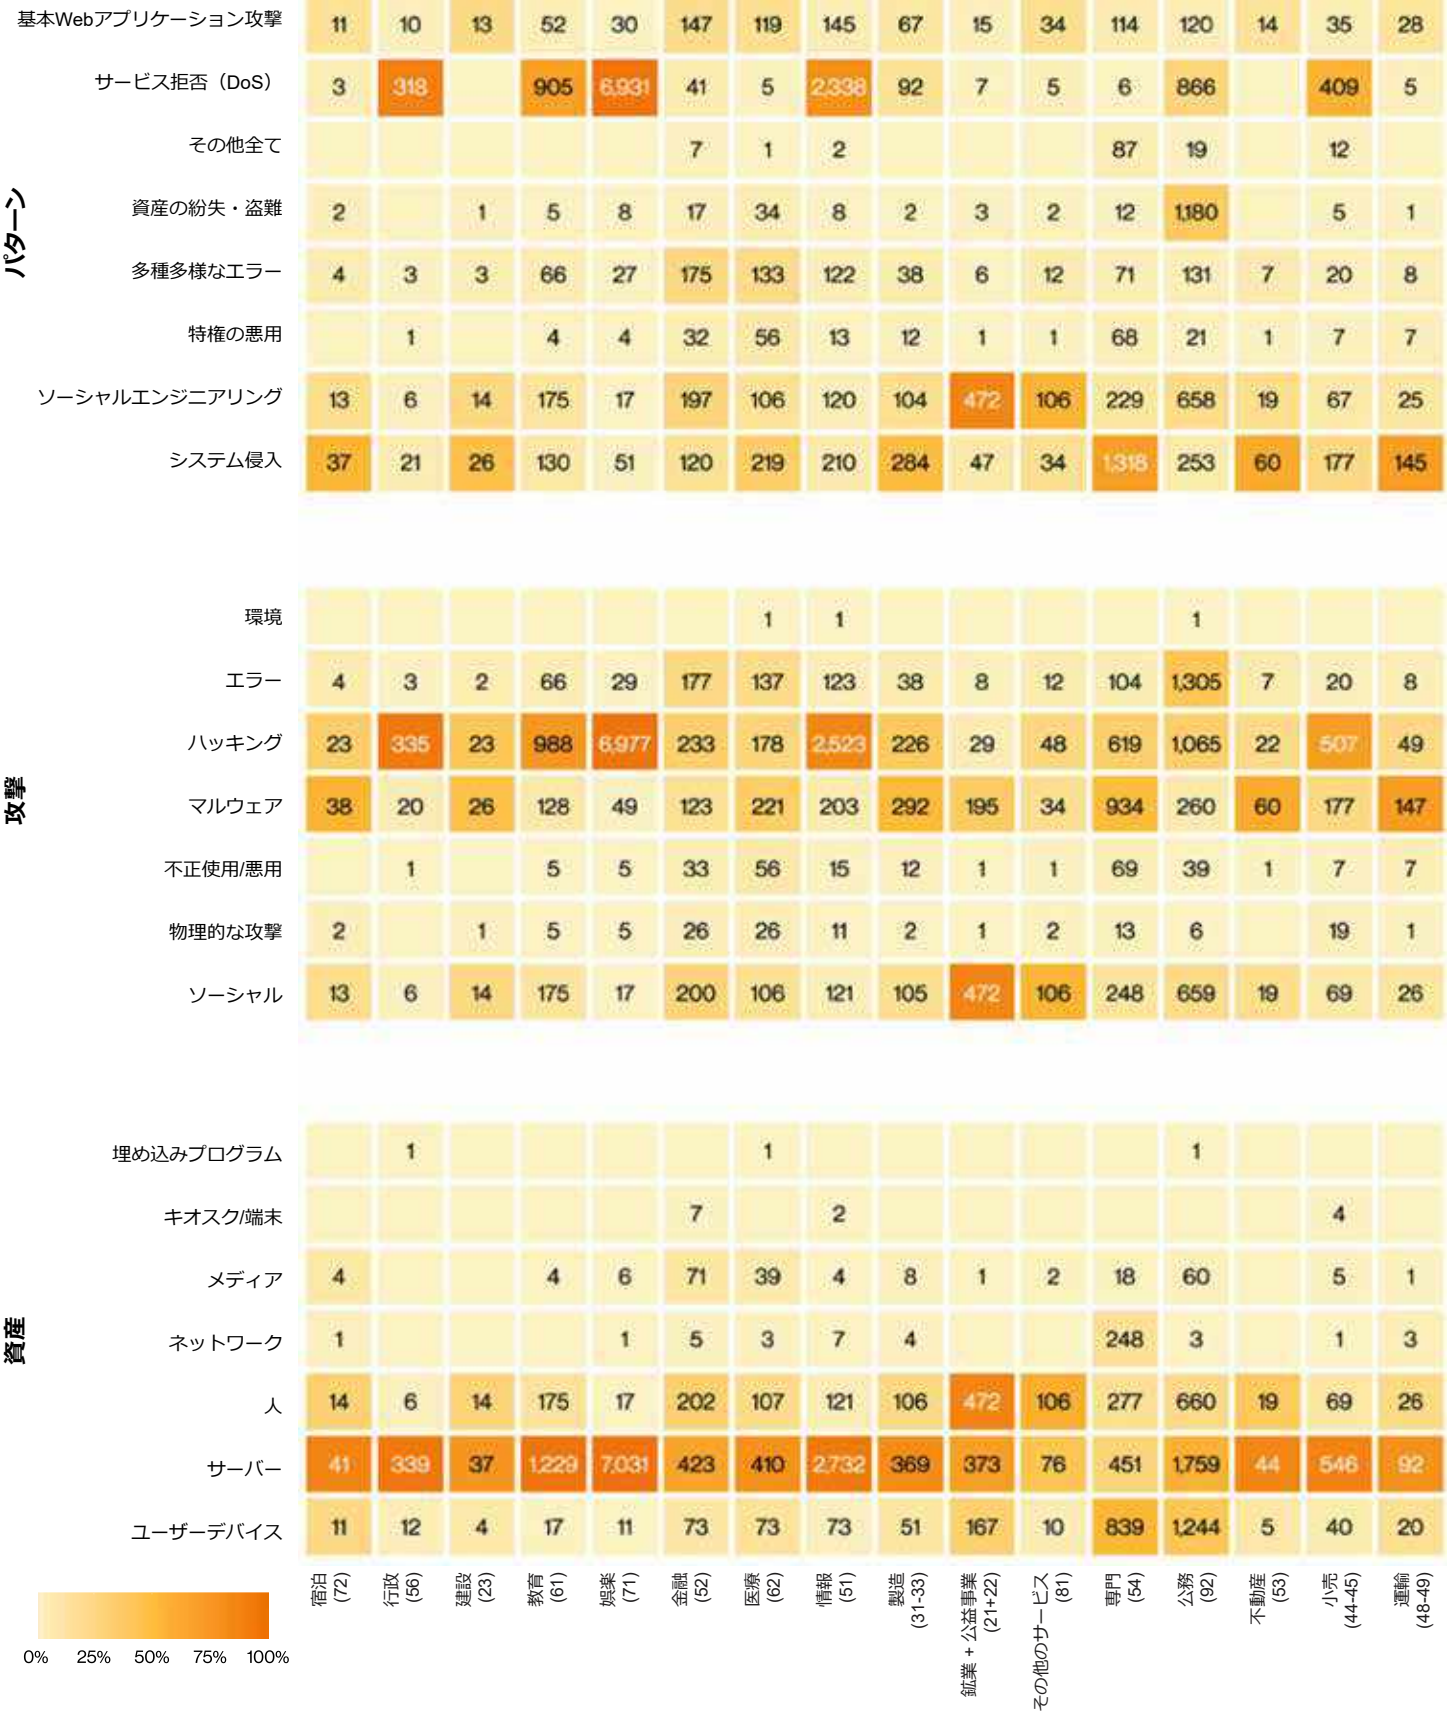 基本Webアプリケーション攻撃 11 10 13 52 30 147 119 145 67 15 34 114 120 14 35 28
サービス拒否（DoS） 3 318 905 6,931 41 5 2,338 92 7 5 6 866 409 5
その他全て 7 1 2 87 19 12
資産の紛失・盗難 2 1 5 8 17 34 8 2 3 2 12 1,180 5 1
パターン
多種多様なエラー 4 3 3 66 27 175 133 122 38 6 12 71 131 7 20 8
特権の悪用 1 4 4 32 56 13 12 1 1 68 21 1 7 7
ソーシャルエンジニアリング 13 6 14 175 17 197 106 120 104 472 106 229 658 19 67 25
システム侵入 37 21 26 130 51 120 219 210 284 47 34 1,318 253 60 177 145
環境 1 1 1
エラー 4 3 2 66 29 177 137 123 38 8 12 104 1,305 7 20 8
ハッキング 23 335 23 988 6,977 233 178 2,523 226 29 48 619 1,065 22 507 49
攻撃
マルウェア 38 20 26 128 49 123 221 203 292 195 34 934 260 60 177 147
不正使用/悪用 1 5 5 33 56 15 12 1 1 69 39 1 7 7
物理的な攻撃 2 1 5 5 26 26 11 2 1 2 13 6 19 1
ソーシャル 13 6 14 175 17 200 106 121 105 472 106 248 659 19 69 26
埋め込みプログラム 1 1 1
キオスク/端末 7 2 4
メディア 4 4 6 71 39 4 8 1 2 18 60 5 1
資産
ネットワーク 1 1 5 3 7 4 248 3 1 3
人 14 6 14 175 17 202 107 121 106 472 106 277 660 19 69 26
サーバー 41 339 37 1,229 7,031 423 410 2,732 369 373 76 451 1,759 44 546 92
ユーザーデバイス 11 12 4 17 11 73 73 73 51 167 10 839 1,244 5 40 20
宿泊
(72)
行政
(56)
建設
(23)
教育
(61)
娯楽
(71)
金融
(52)
医療
(62)
情報
(51)
製造
(31-33)
鉱業 + 公益事業
(21+22)
その他のサービス
(81)
専門
(54)
公務
(92)
不動産
(53)
小売
(44-45)
運輸
(48-49)
0% 25% 50% 75% 100%